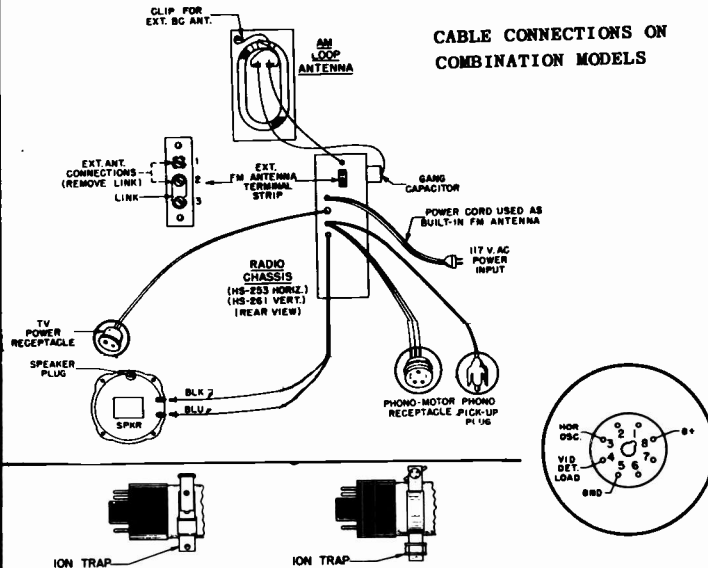 CABLE CONNECTIONS ON
COMBINATION MODELS
CLIP FOR
EXT. BC ANT.
AM
LOOP
ANTENNA
EXT. ANT.
CONNECTIONS
(REMOVE LINK)
LINK
1
2
3
EXT.
FM ANTENNA
TERMINAL
STRIP
GANG
CAPACITOR
POWER CORD USED AS
BUILT-IN FM ANTENNA
117 V. AC
POWER
INPUT
RADIO
CHASSIS
(HS-253 HORIZ.)
(HS-261 VERT.)
(REAR VIEW)
TV
POWER
RECEPTACLE
SPEAKER
PLUG
SPKR
BLK
BLU
PHONO-MOTOR
RECEPTACLE
PHONO
PICK-UP
PLUG
HOR
OSC.
VID
DET.
LOAD
GND
B+
1
2
3
4
5
6
7
8
ION TRAP
ION TRAP